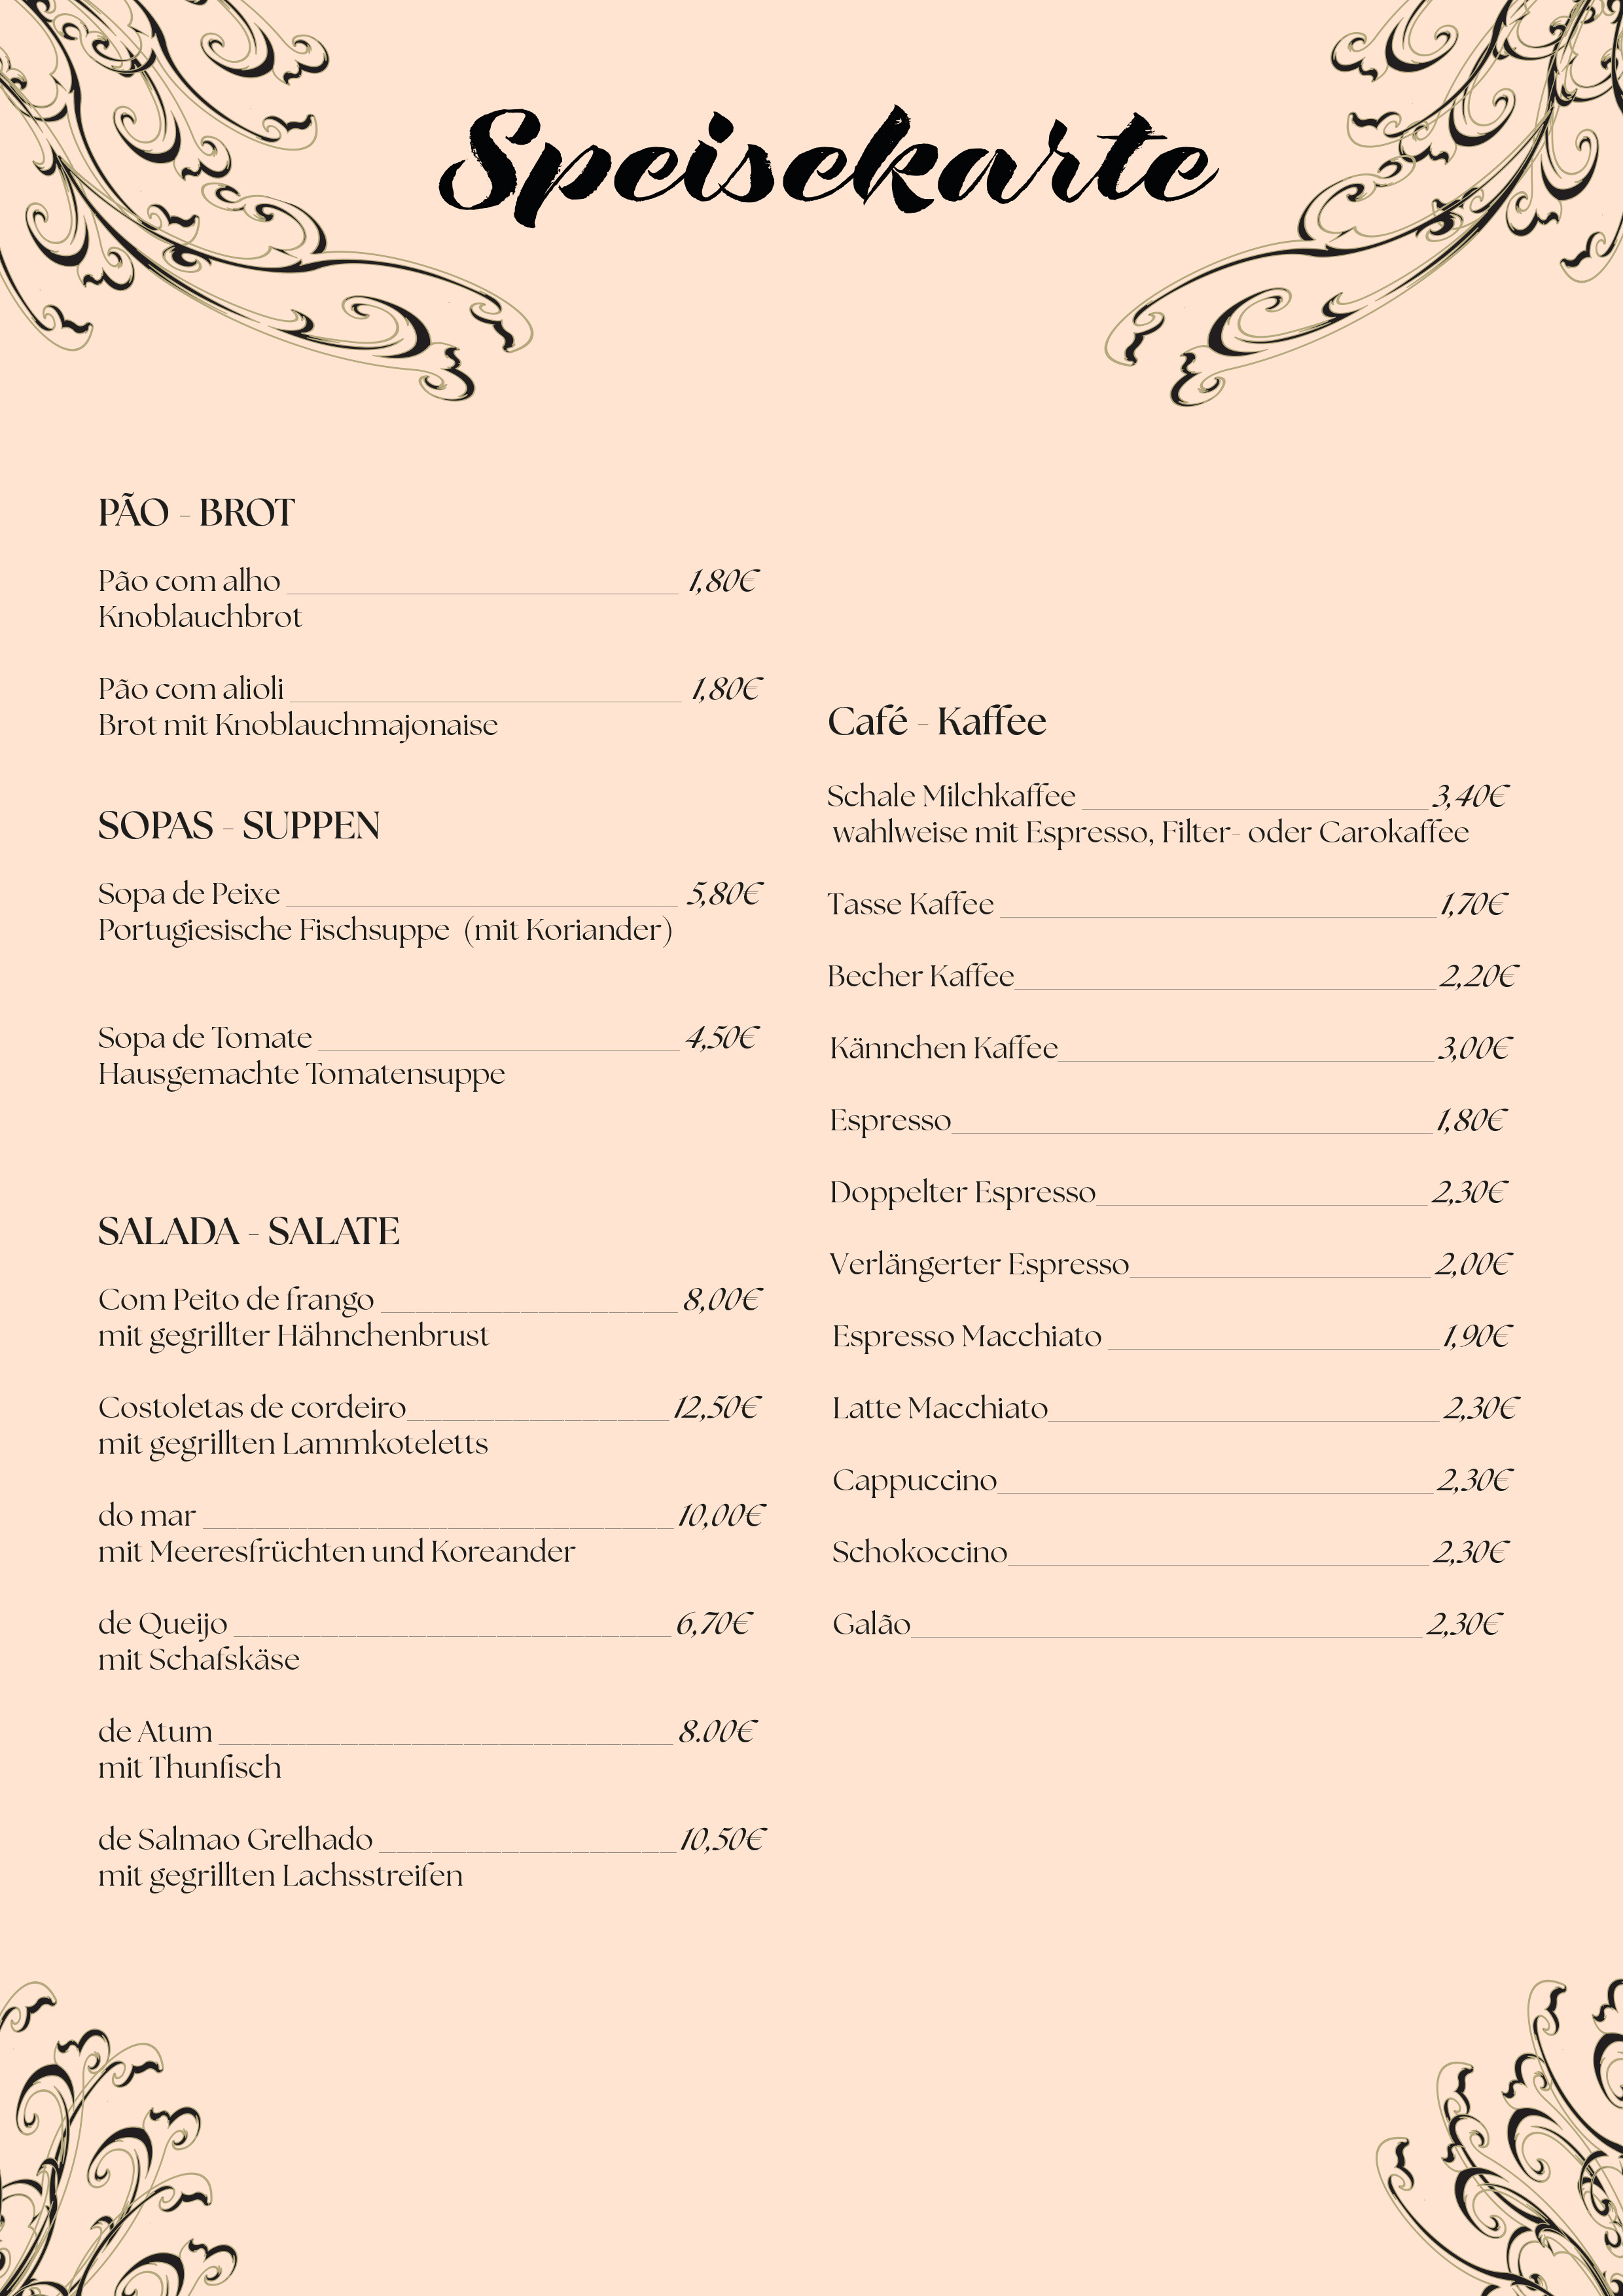 Speisekarte
PÃO - BROT
Pão com alho 1,80€
Knoblauchbrot
Pão com alioli 1,80€
Brot mit Knoblauchmajonaise
SOPAS - SUPPEN
Sopa de Peixe 5,80€
Portugiesische Fischsuppe (mit Koriander)
Sopa de Tomate 4,50€
Hausgemachte Tomatensuppe
SALADA - SALATE
Com Peito de frango 8,00€
mit gegrillter Hähnchenbrust
Costoletas de cordeiro 12,50€
mit gegrillten Lammkoteletts
do mar 10,00€
mit Meeresfrüchten und Koreander
de Queijo 6,70€
mit Schafskäse
de Atum 8.00€
mit Thunfisch
de Salmao Grelhado 10,50€
mit gegrillten Lachsstreifen
Café - Kaffee
Schale Milchkaffee 3,40€
wahlweise mit Espresso, Filter- oder Carokaffee
Tasse Kaffee 1,70€
Becher Kaffee 2,20€
Kännchen Kaffee 3,00€
Espresso 1,80€
Doppelter Espresso 2,30€
Verlängerter Espresso 2,00€
Espresso Macchiato 1,90€
Latte Macchiato 2,30€
Cappuccino 2,30€
Schokoccino 2,30€
Galão 2,30€